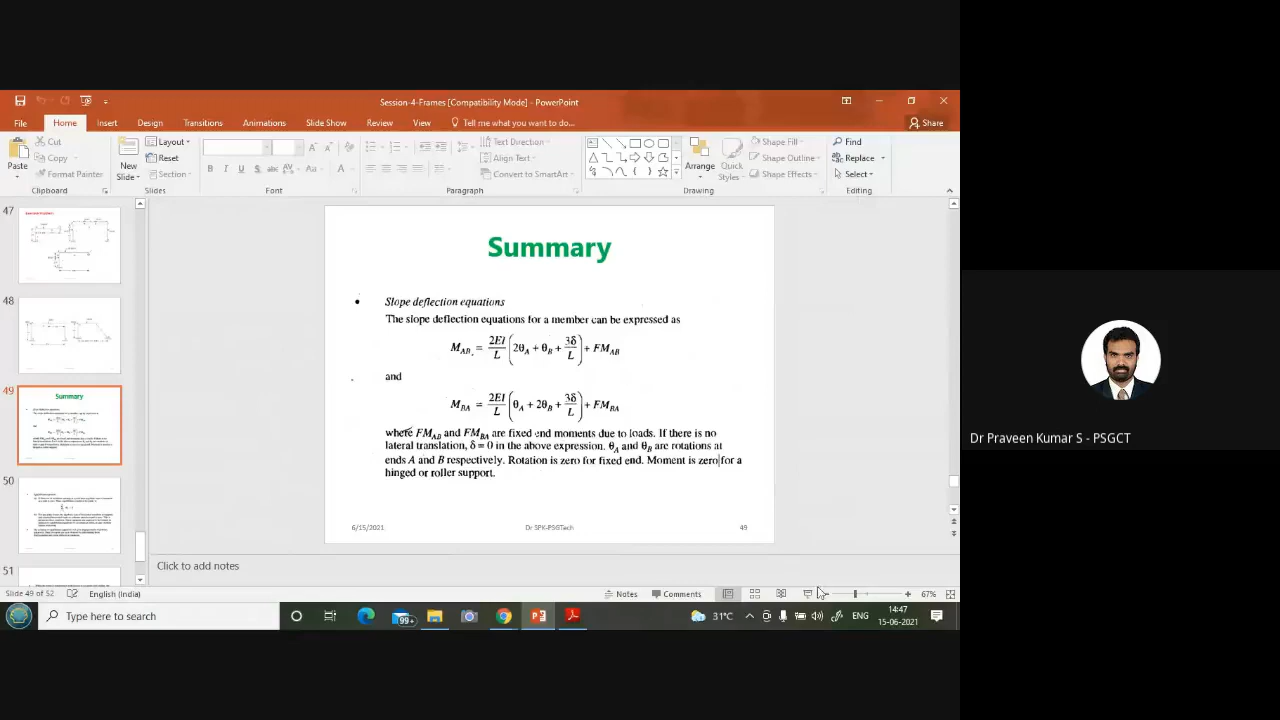 Session-4-Frames [Compatibility Mode] - PowerPoint
File Home Insert Design Transitions Animations Slide Show Review View Tell me what you want to do... Share
Paste
Cut
Copy
Format Painter
Clipboard
New Slide
Layout
Reset
Section
Slides
Font
Text Direction
Align Text
Convert to SmartArt
Paragraph
Arrange
Quick Styles
Shape Fill
Shape Outline
Shape Effects
Drawing
Find
Replace
Select
Editing
47
48
49
Summary
50
51
Summary
• Slope deflection equations
The slope deflection equations for a member can be expressed as
M_AB = 2EI/L (2θ_A + θ_B + 3δ/L) + FM_AB
and
M_BA = 2EI/L (θ_A + 2θ_B + 3δ/L) + FM_BA
where FM_AB and FM_BA are fixed end moments due to loads. If there is no
lateral translation, δ = 0 in the above expression. θ_A and θ_B are rotations at
ends A and B respectively. Rotation is zero for fixed end. Moment is zero for a
hinged or roller support.
6/15/2021 Dr SPK-PSGTech 49
Click to add notes
Slide 49 of 52 English (India) Notes Comments 67%
Type here to search 99+ 31°C ENG 14:47
15-06-2021
Dr Praveen Kumar S - PSGCT